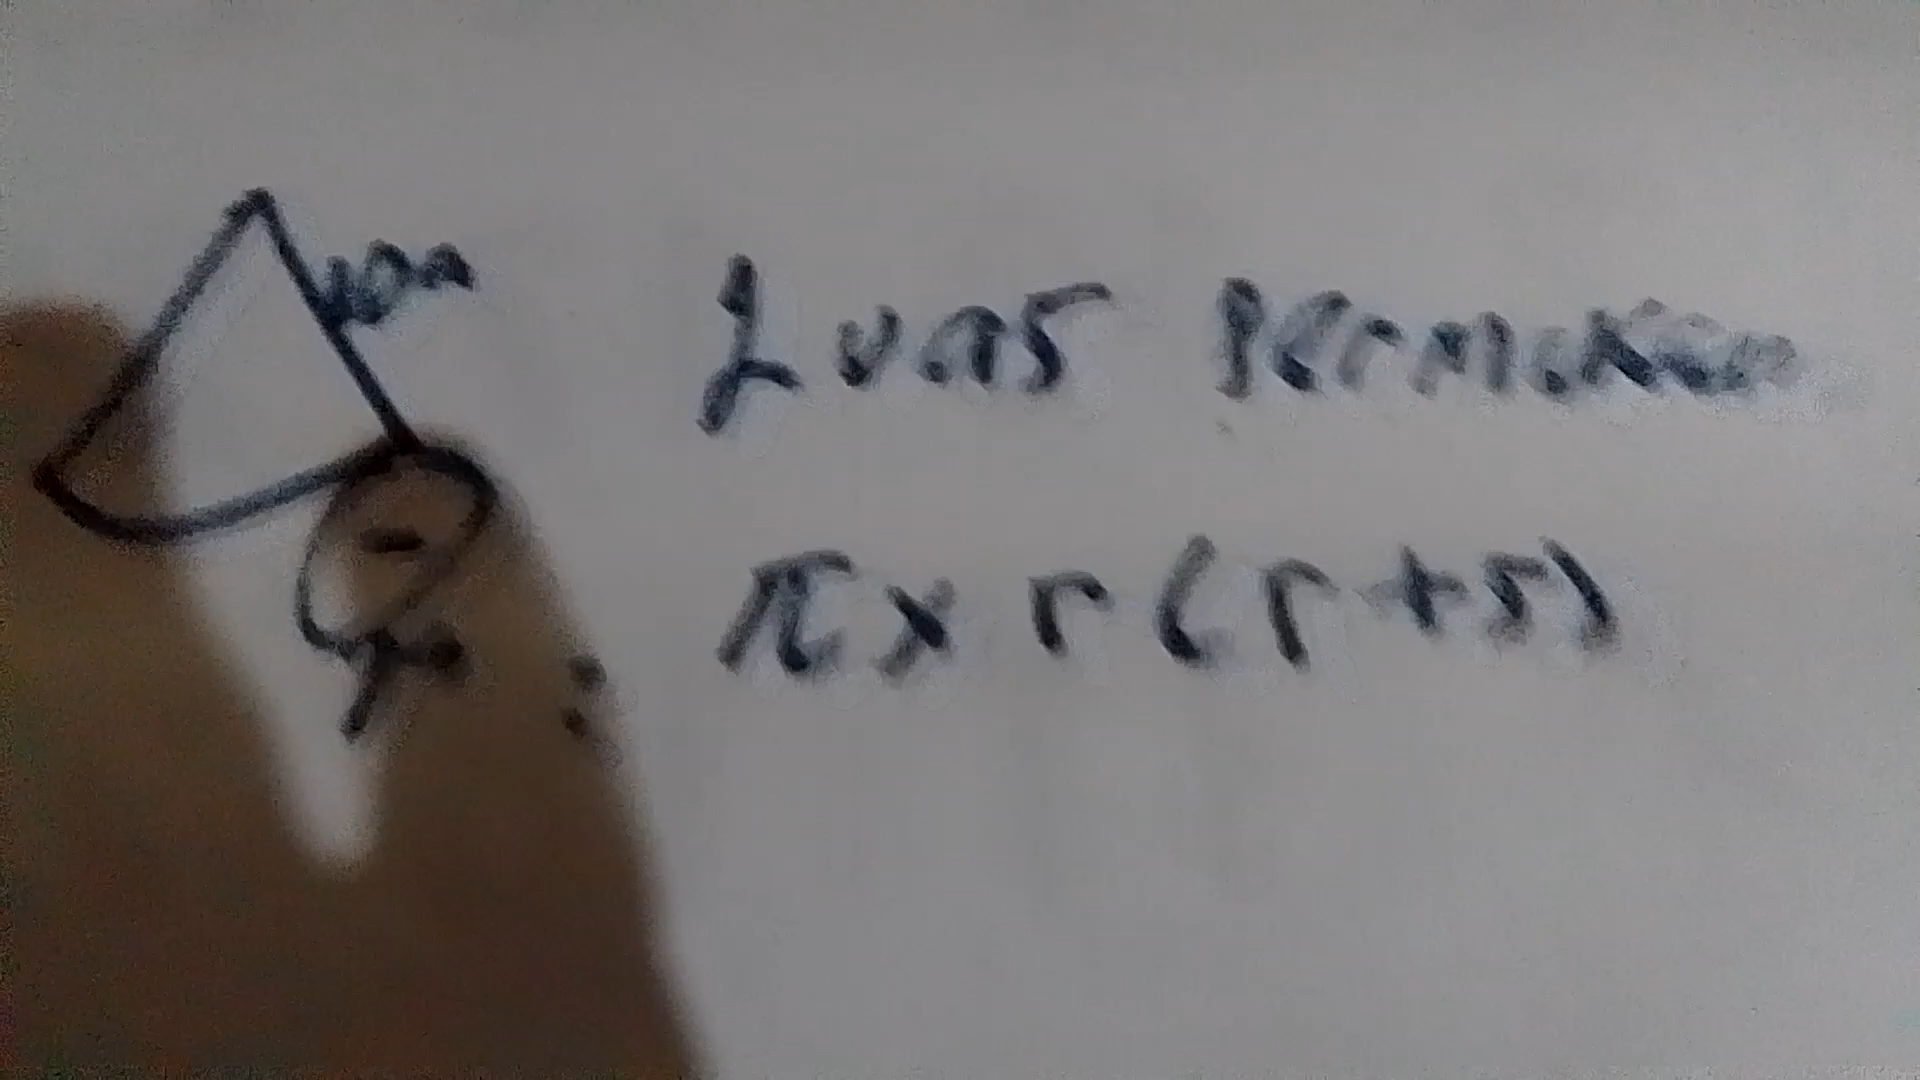 Luas Permukaan
π x r (r + s)